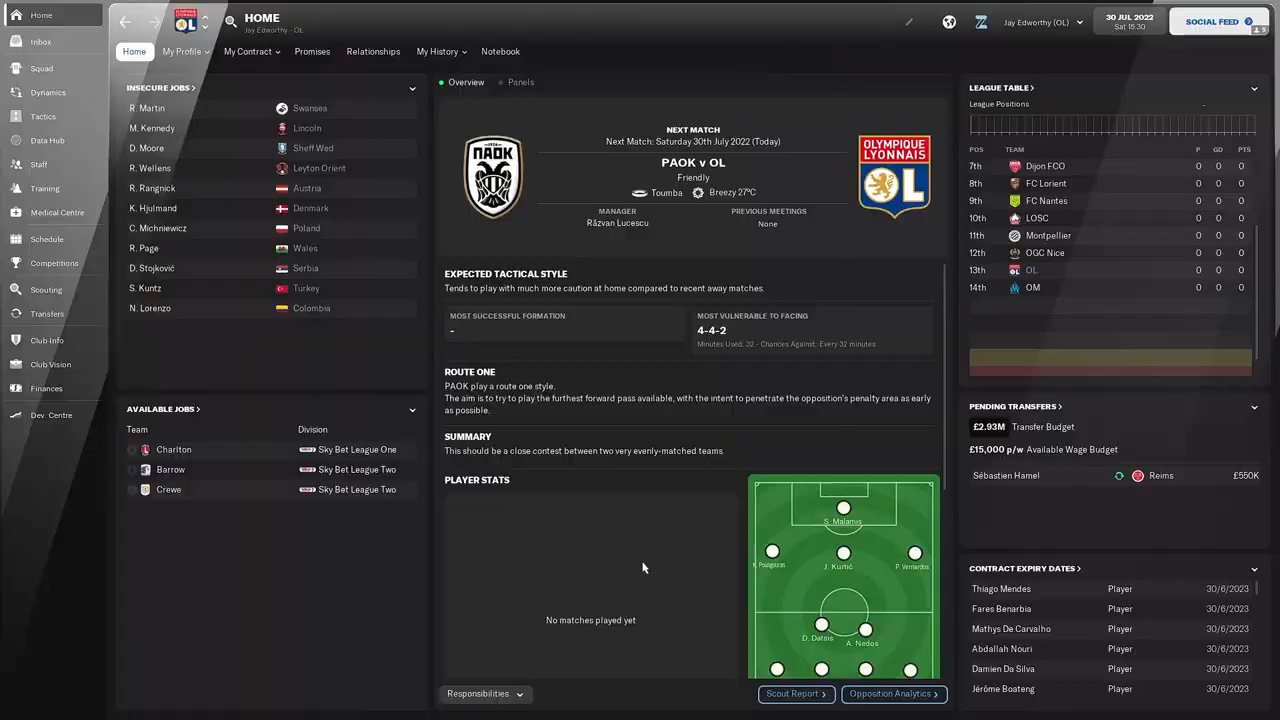 Home
Inbox
Squad
Dynamics
Tactics
Data Hub
Staff
Training
Medical Centre
Schedule
Competitions
Scouting
Transfers
Club Info
Club Vision
Finances
Dev. Centre
HOME
Jay Edworthy - OL
Jay Edworthy (OL)
30 JUL 2022
Sat 15:30
SOCIAL FEED
Home
My Profile
My Contract
Promises
Relationships
My History
Notebook
INSECURE JOBS
R. Martin Swansea
M. Kennedy Lincoln
D. Moore Sheff Wed
R. Wellens Leyton Orient
R. Rangnick Austria
K. Hjulmand Denmark
C. Michniewicz Poland
R. Page Wales
D. Stojković Serbia
S. Kuntz Turkey
N. Lorenzo Colombia
AVAILABLE JOBS
Team Division
Charlton Sky Bet League One
Barrow Sky Bet League Two
Crewe Sky Bet League Two
Overview Panels
ΠΑΟΚ
NEXT MATCH
Next Match: Saturday 30th July 2022 (Today)
PAOK v OL
Friendly
Toumba Breezy 27°C
MANAGER
Răzvan Lucescu
PREVIOUS MEETINGS
None
OLYMPIQUE
LYONNAIS
OL
EXPECTED TACTICAL STYLE
Tends to play with much more caution at home compared to recent away matches.
MOST SUCCESSFUL FORMATION
-
MOST VULNERABLE TO FACING
4-4-2
Minutes Used: 32 - Chances Against: Every 32 minutes
ROUTE ONE
PAOK play a route one style.
The aim is to try to play the furthest forward pass available, with the intent to penetrate the opposition's penalty area as early
as possible.
SUMMARY
This should be a close contest between two very evenly-matched teams.
PLAYER STATS
No matches played yet
S. Malamis
J. Kurtić
P. Vernardos
D. Datsis
A. Nedos
Responsibilities
Scout Report
Opposition Analytics
LEAGUE TABLE
League Positions -
POS TEAM P GD PTS
7th Dijon FCO 0 0 0
8th FC Lorient 0 0 0
9th FC Nantes 0 0 0
10th LOSC 0 0 0
11th Montpellier 0 0 0
12th OGC Nice 0 0 0
13th OL 0 0 0
14th OM 0 0 0
PENDING TRANSFERS
£2.93M Transfer Budget
£15,000 p/w Available Wage Budget
Sébastien Hamel Reims £550K
CONTRACT EXPIRY DATES
Thiago Mendes Player 30/6/2023
Fares Benarbia Player 30/6/2023
Mathys De Carvalho Player 30/6/2023
Abdallah Nouri Player 30/6/2023
Damien Da Silva Player 30/6/2023
Jérôme Boateng Player 30/6/2023